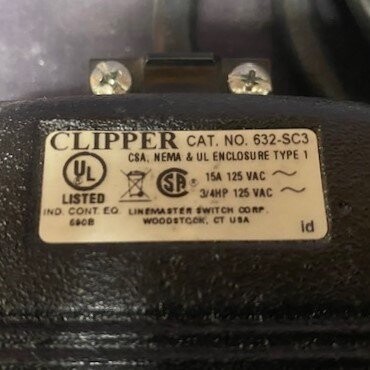 CLIPPER CAT. NO. 632-SC3
CSA, NEMA & UL ENCLOSURE TYPE 1
UL
LISTED
SA
15A 125 VAC ~
3/4HP 125 VAC ~
IND. CONT. EQ.
690B
LINEMASTER SWITCH CORP.
WOODSTOCK, CT USA
id